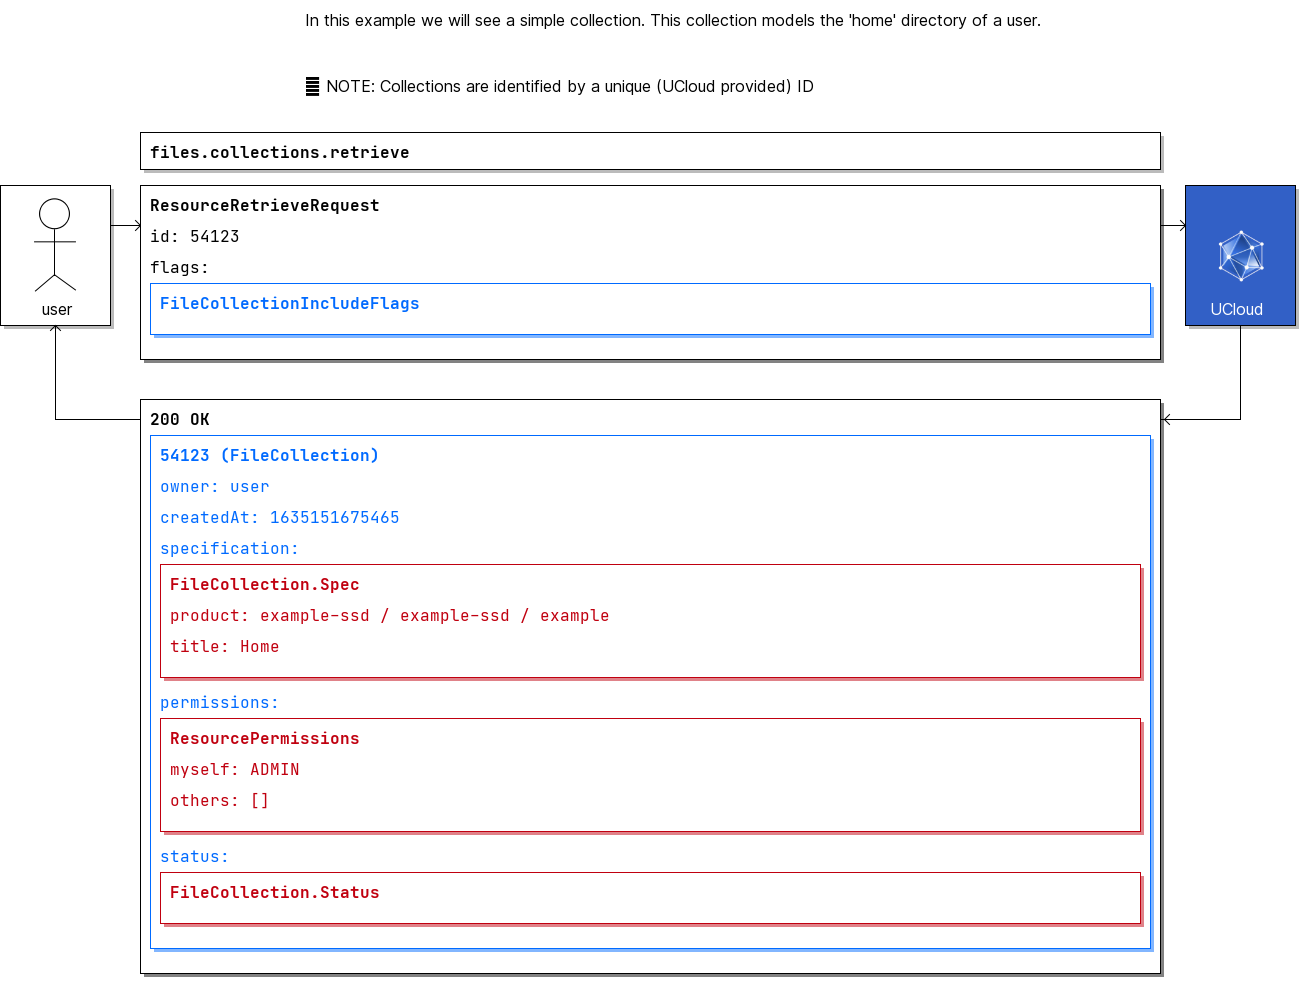 In this example we will see a simple collection. This collection models the 'home' directory of a user.
NOTE: Collections are identified by a unique (UCloud provided) ID
files.collections.retrieve
user
ResourceRetrieveRequest
id: 54123
flags:
FileCollectionIncludeFlags
UCloud
200 OK
54123 (FileCollection)
owner: user
createdAt: 1635151675465
specification:
FileCollection.Spec
product: example-ssd / example-ssd / example
title: Home
permissions:
ResourcePermissions
myself: ADMIN
others: []
status:
FileCollection.Status